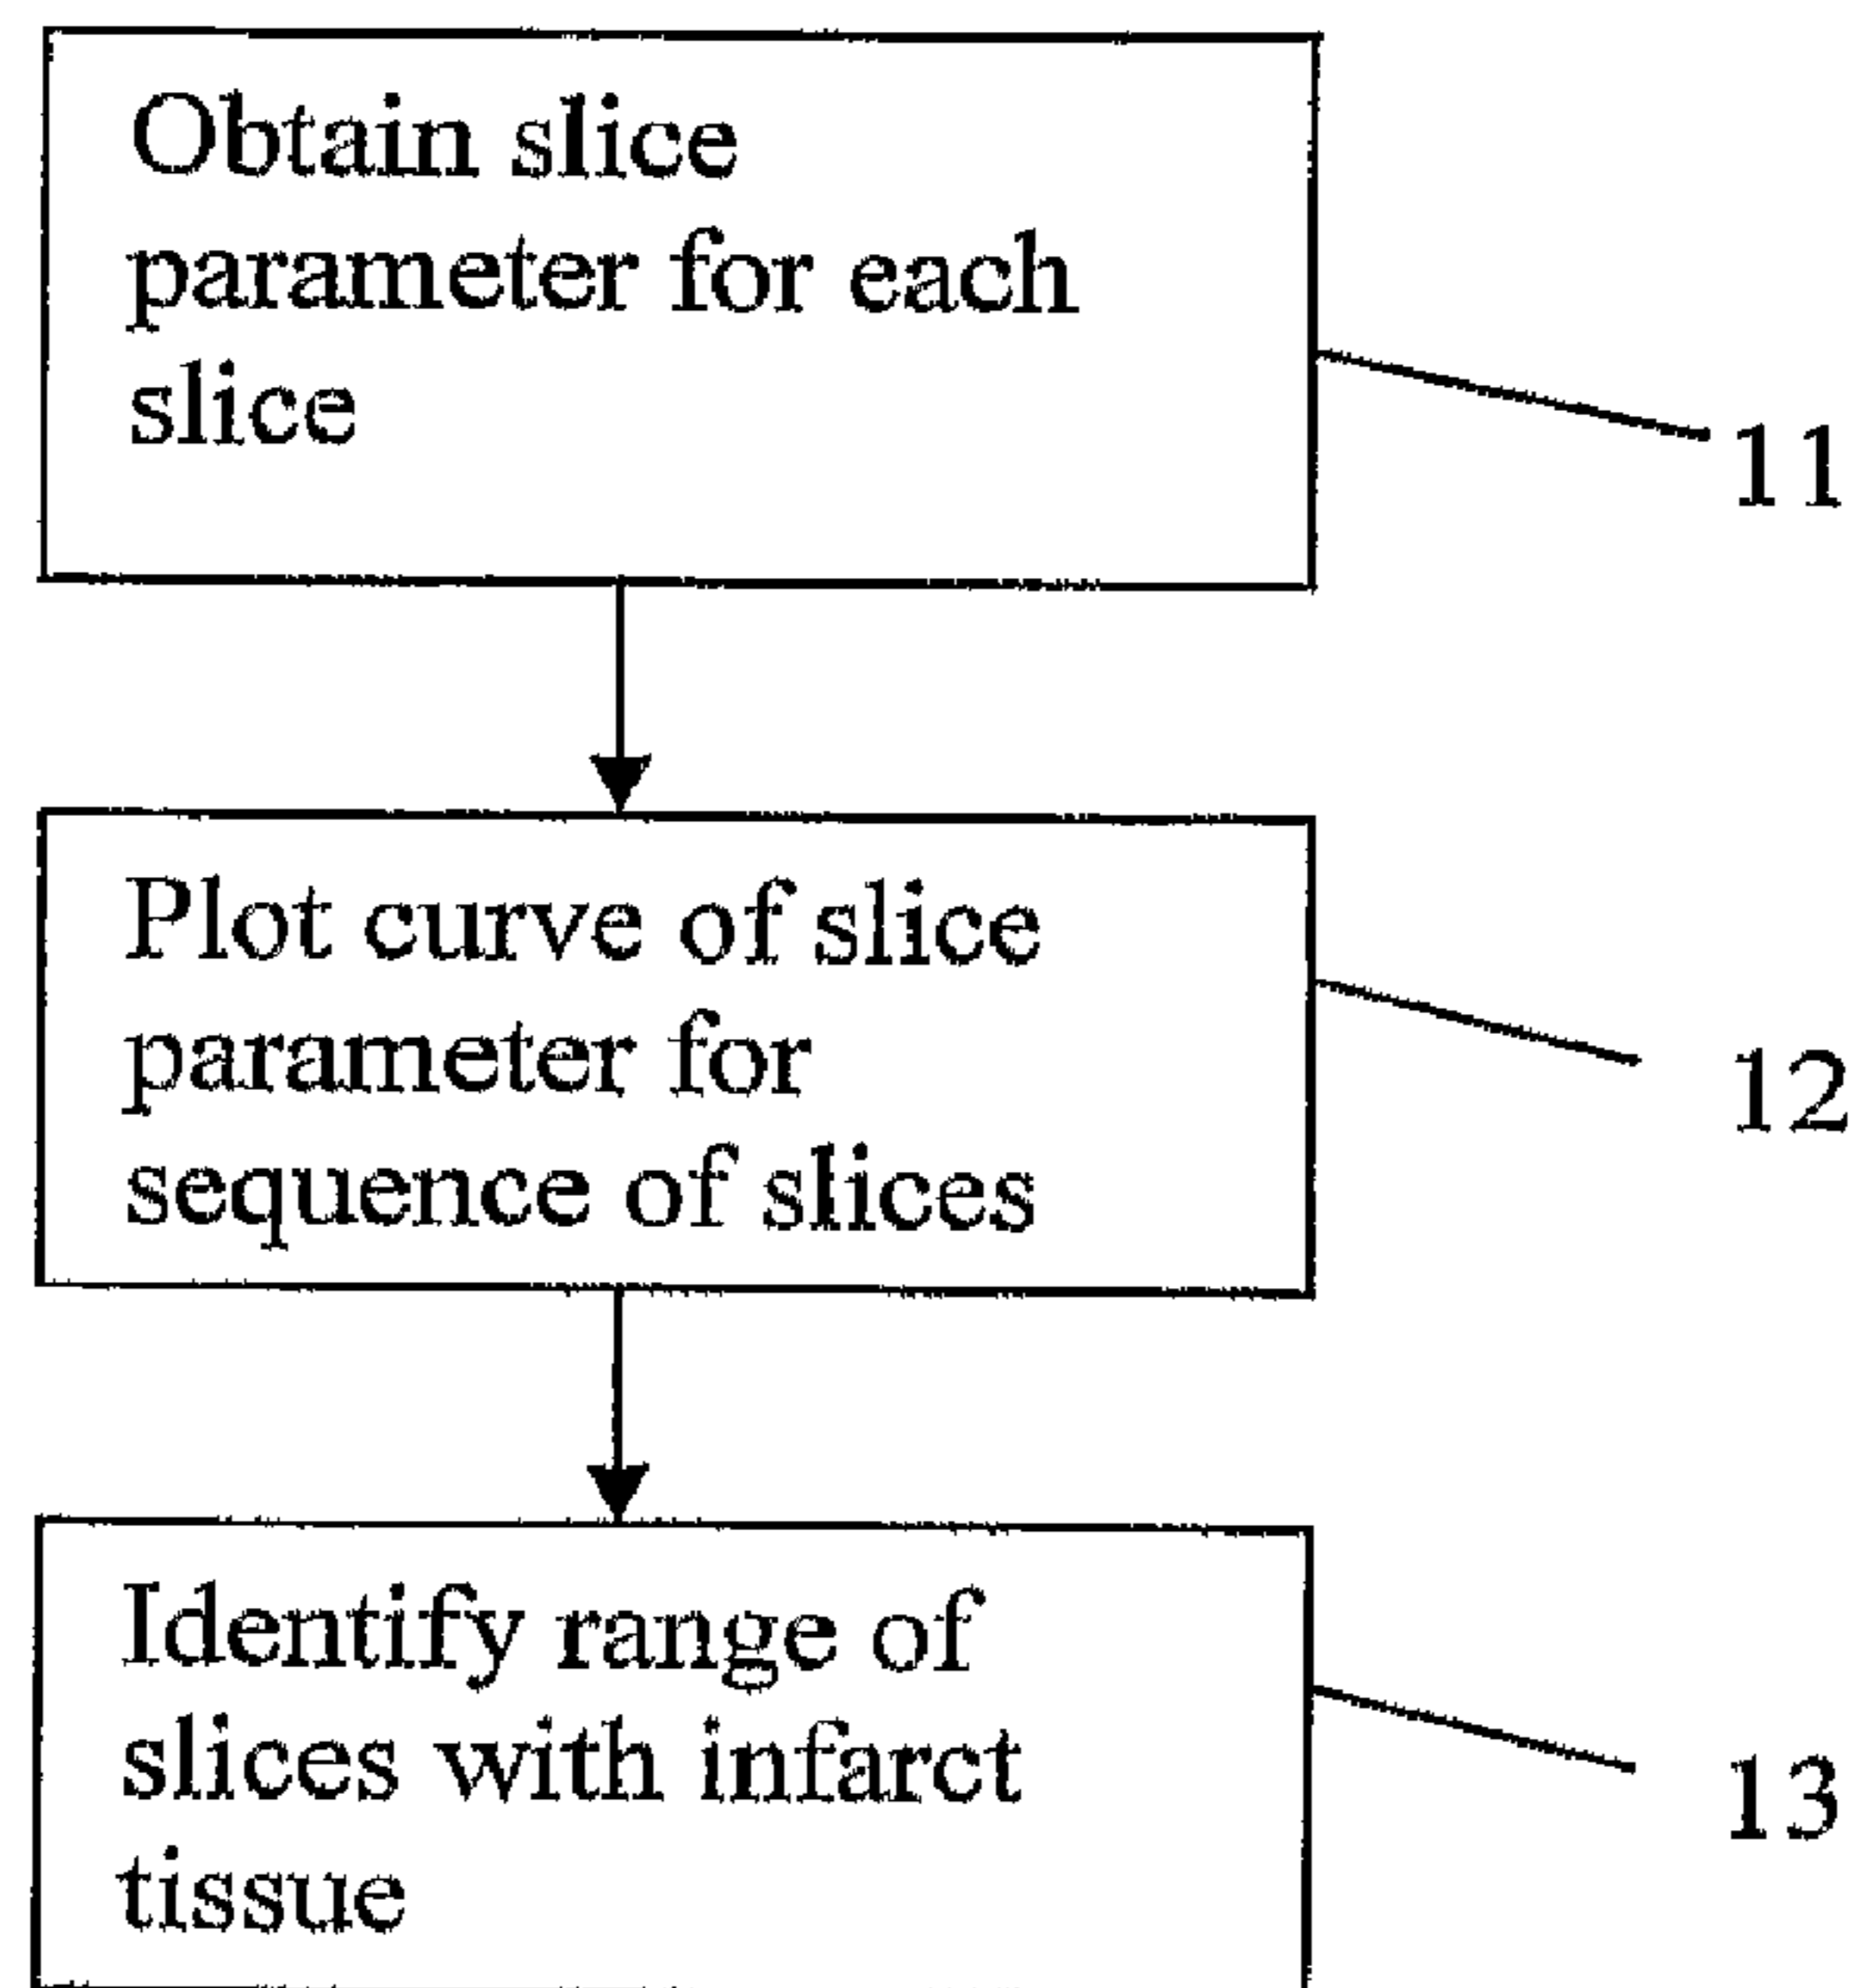 Obtain slice
parameter for each
slice
11
Plot curve of slice
parameter for
sequence of slices
12
Identify range of
slices with infarct
tissue
13